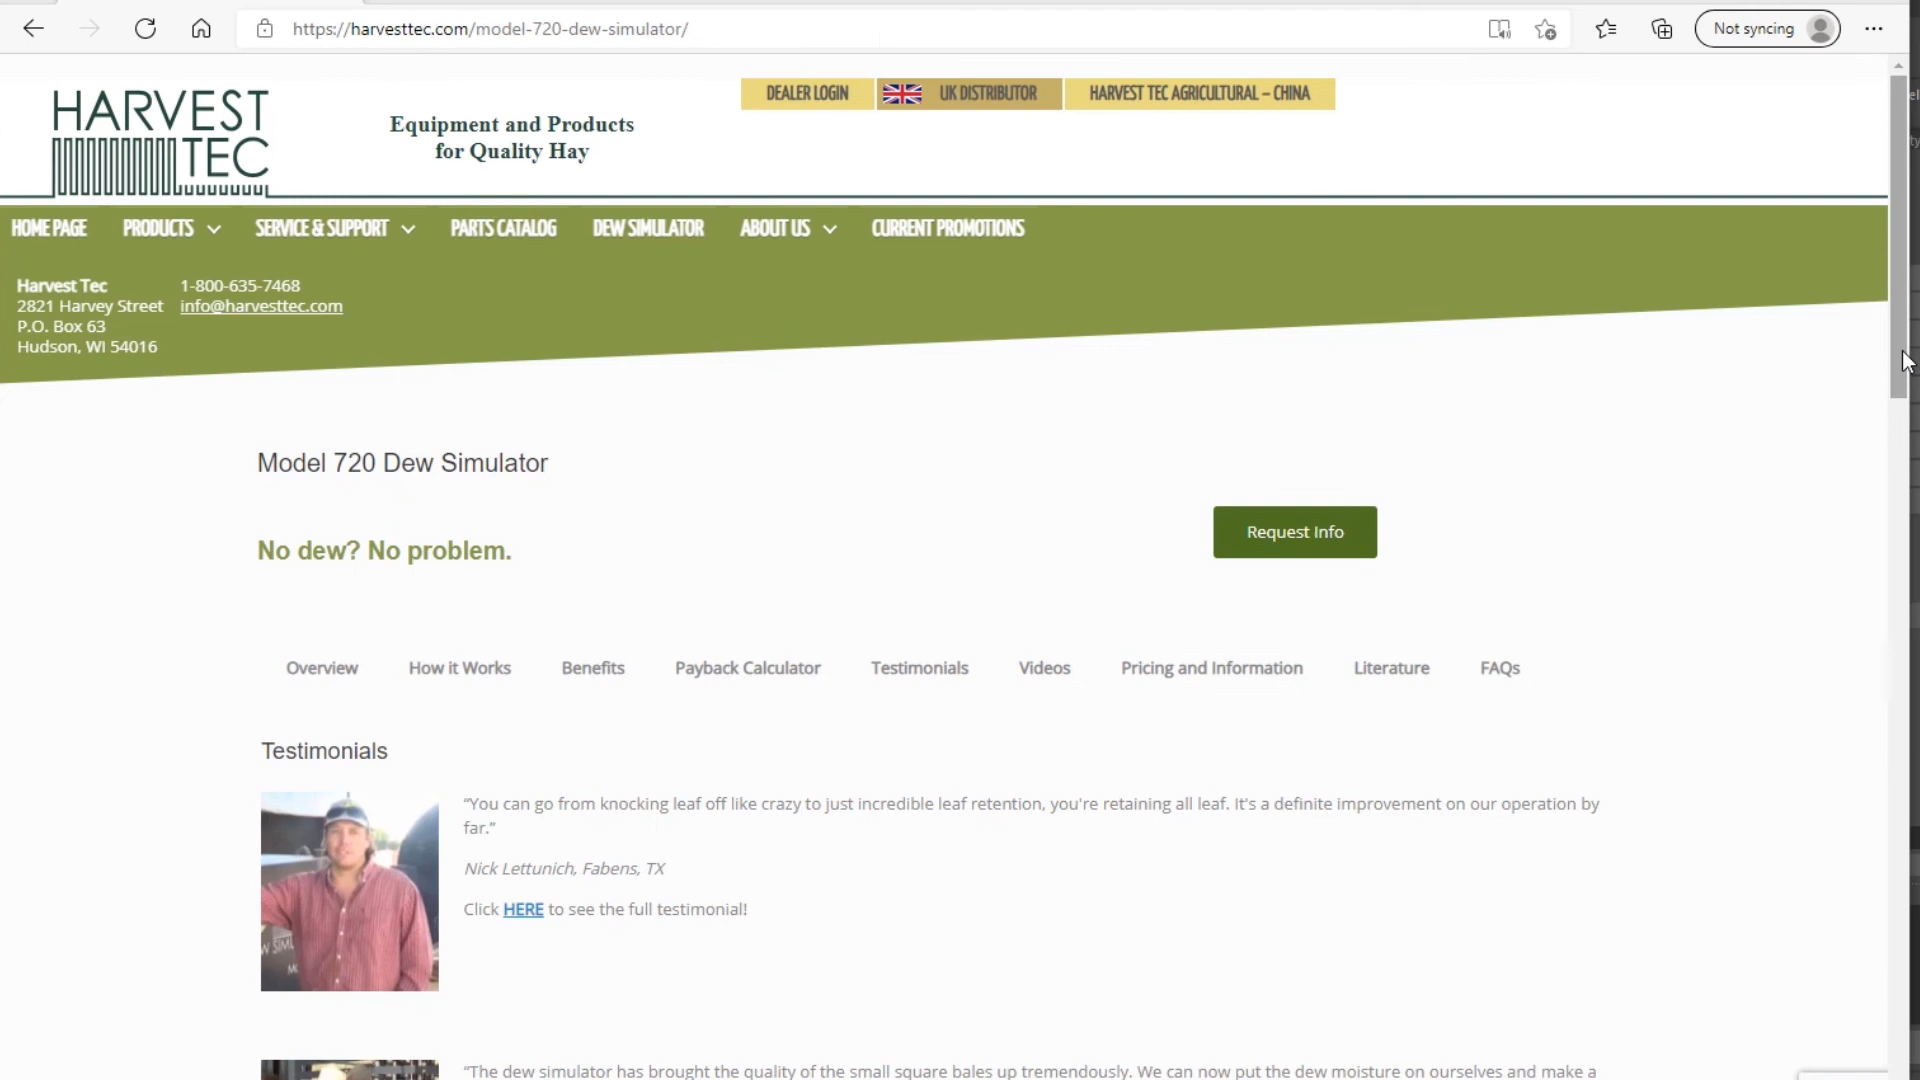 https://harvesttec.com/model-720-dew-simulator/
Not syncing
HARVEST
TEC
Equipment and Products
for Quality Hay
DEALER LOGIN
UK DISTRIBUTOR
HARVEST TEC AGRICULTURAL – CHINA
HOME PAGE
PRODUCTS
SERVICE & SUPPORT
PARTS CATALOG
DEW SIMULATOR
ABOUT US
CURRENT PROMOTIONS
Harvest Tec
2821 Harvey Street
P.O. Box 63
Hudson, WI 54016
1-800-635-7468
info@harvesttec.com
Model 720 Dew Simulator
No dew? No problem.
Request Info
Overview
How it Works
Benefits
Payback Calculator
Testimonials
Videos
Pricing and Information
Literature
FAQs
Testimonials
“You can go from knocking leaf off like crazy to just incredible leaf retention, you're retaining all leaf. It's a definite improvement on our operation by
far.”
Nick Lettunich, Fabens, TX
Click HERE to see the full testimonial!
“The dew simulator has brought the quality of the small square bales up tremendously. We can now put the dew moisture on ourselves and make a